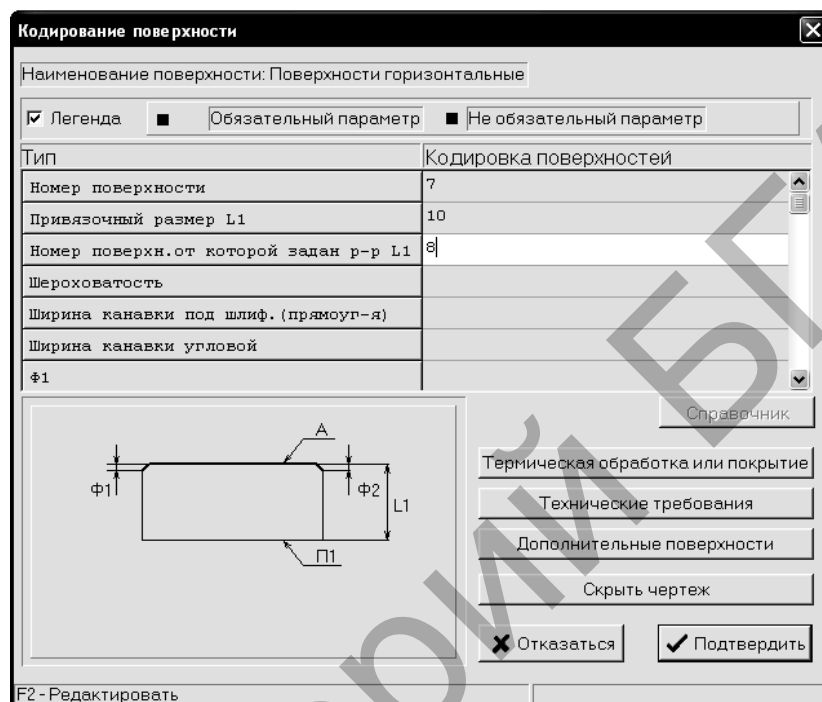 Кодирование поверхности
Наименование поверхности: Поверхности горизонтальные
Легенда Обязательный параметр Не обязательный параметр
Тип Кодировка поверхностей
Номер поверхности 7
Привязочный размер L1 10
Номер поверхн.от которой задан р-р L1 8
Шероховатость
Ширина канавки под шлиф.(прямоуг-я)
Ширина канавки угловой
Ф1
Справочник
А
Ф1
Ф2
L1
П1
Термическая обработка или покрытие
Технические требования
Дополнительные поверхности
Скрыть чертеж
Отказаться Подтвердить
F2 - Редактировать